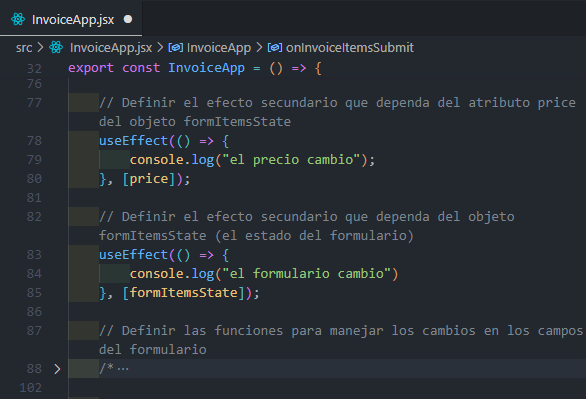 InvoiceApp.jsx
src > InvoiceApp.jsx > InvoiceApp > onInvoiceItemsSubmit
32 export const InvoiceApp = () => {
76
77 // Definir el efecto secundario que dependa del atributo price
del objeto formItemsState
78 useEffect(() => {
79 console.log("el precio cambio");
80 }, [price]);
81
82 // Definir el efecto secundario que dependa del objeto
formItemsState (el estado del formulario)
83 useEffect(() => {
84 console.log("el formulario cambio")
85 }, [formItemsState]);
86
87 // Definir las funciones para manejar los cambios en los campos
del formulario
88 > /*···
102